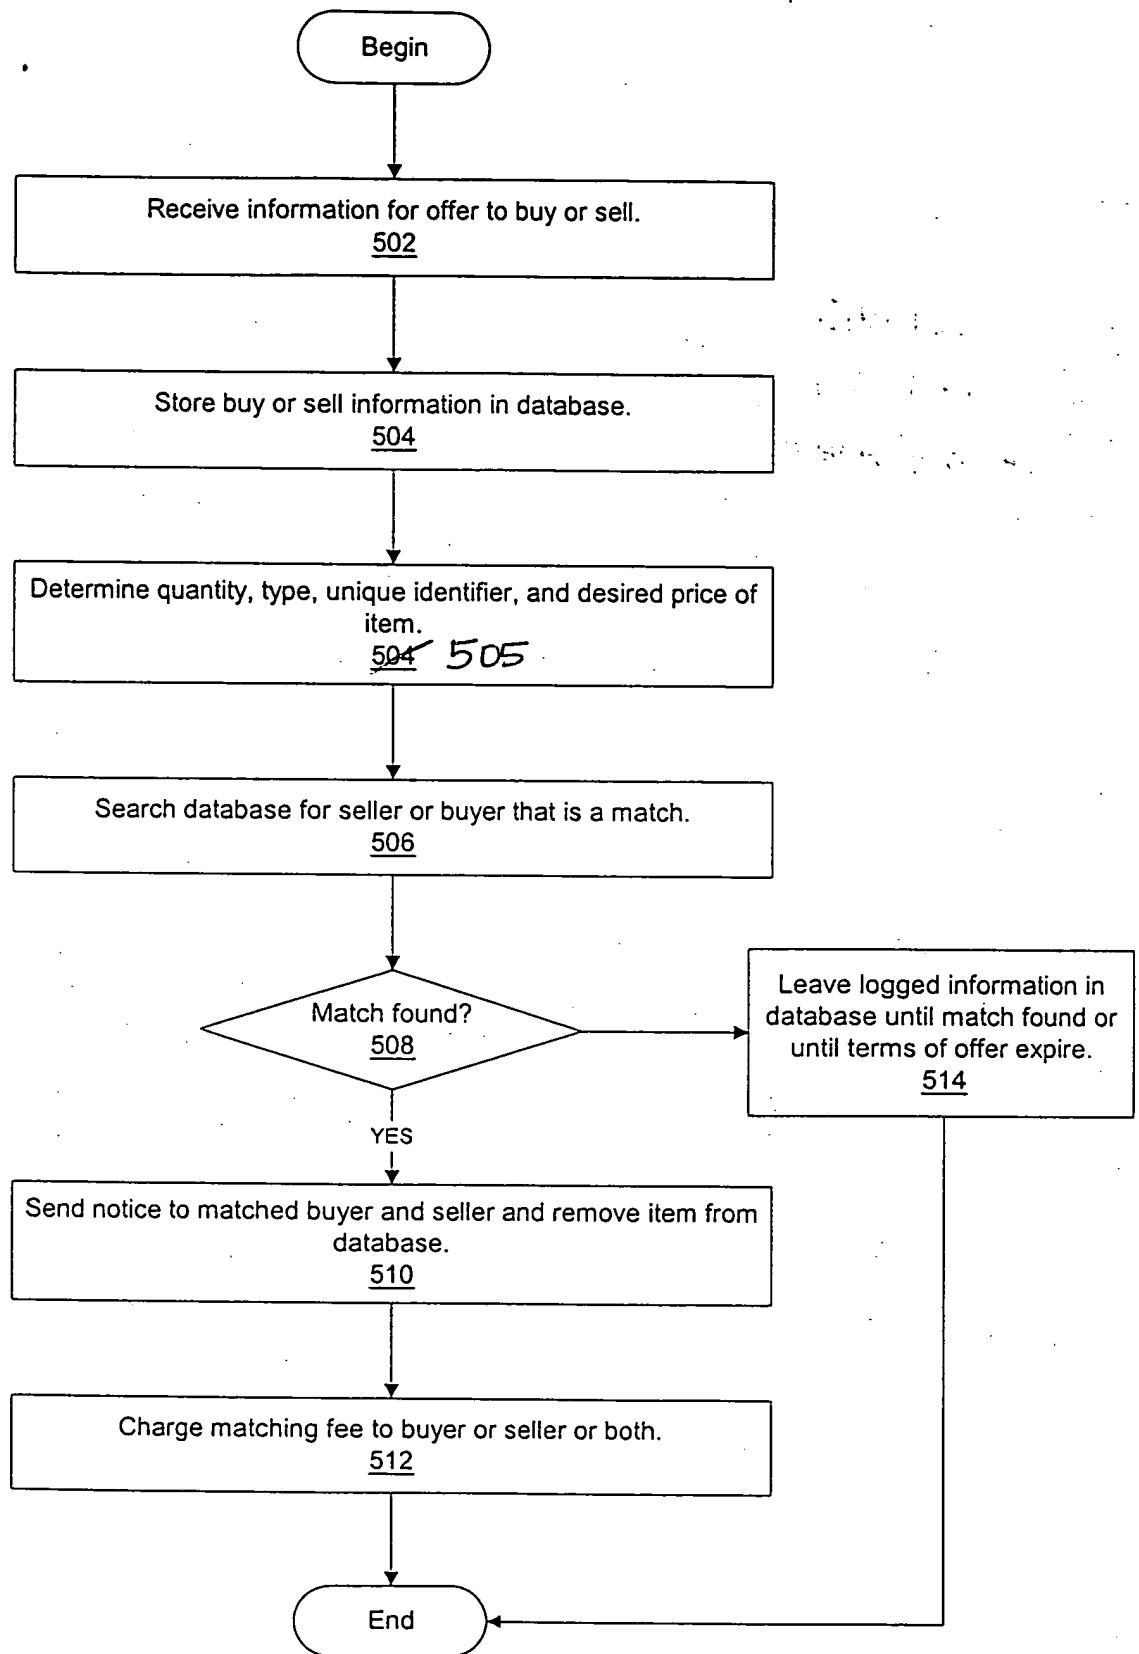 Begin
Receive information for offer to buy or sell.
502
Store buy or sell information in database.
504
Determine quantity, type, unique identifier, and desired price of
item.
504 505
Search database for seller or buyer that is a match.
506
Match found?
508
Leave logged information in
database until match found or
until terms of offer expire.
514
YES
Send notice to matched buyer and seller and remove item from
database.
510
Charge matching fee to buyer or seller or both.
512
End